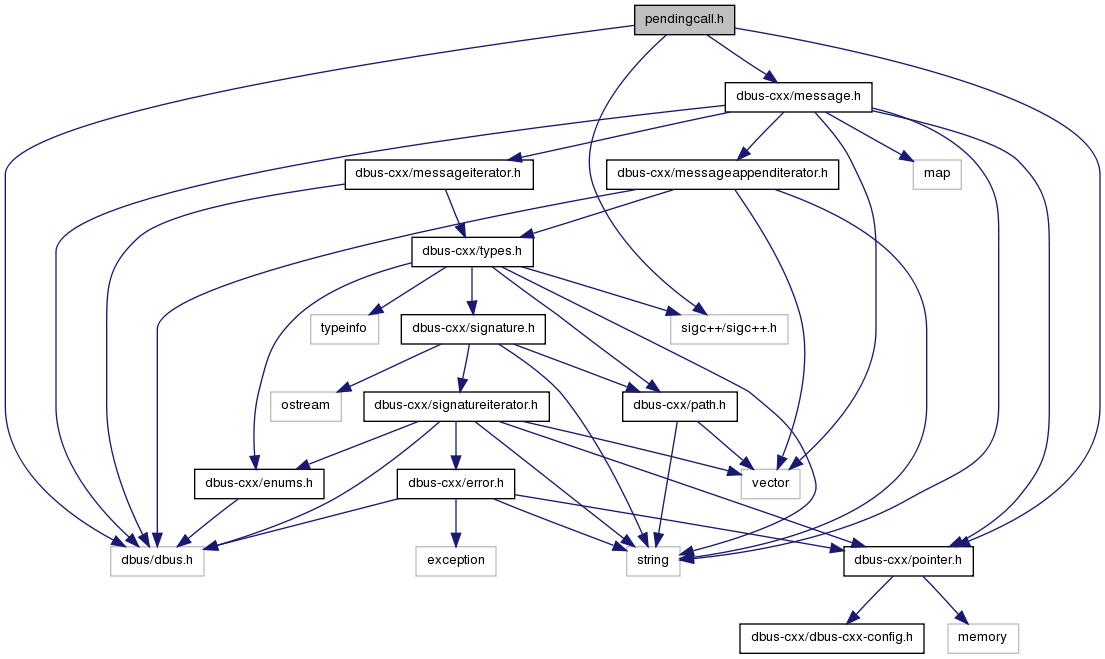 pendingcall.h
dbus-cxx/message.h
dbus-cxx/messageiterator.h
dbus-cxx/messageappenditerator.h
map
dbus-cxx/types.h
typeinfo
dbus-cxx/signature.h
sigc++/sigc++.h
ostream
dbus-cxx/signatureiterator.h
dbus-cxx/path.h
dbus-cxx/enums.h
dbus-cxx/error.h
vector
dbus/dbus.h
exception
string
dbus-cxx/pointer.h
dbus-cxx/dbus-cxx-config.h
memory